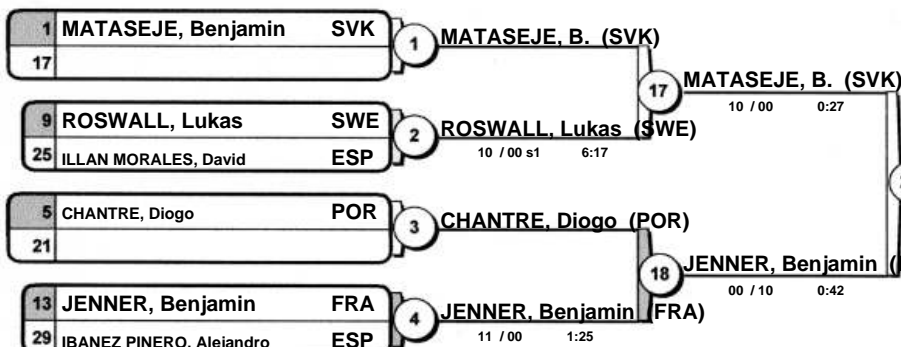 1 MATASEJE, Benjamin SVK
17
1
MATASEJE, B. (SVK)
9 ROSWALL, Lukas SWE
25 ILLAN MORALES, David ESP
2
ROSWALL, Lukas (SWE)
10 / 00 s1 6:17
17
MATASEJE, B. (SVK)
10 / 00 0:27
5 CHANTRE, Diogo POR
21
3
CHANTRE, Diogo (POR)
13 JENNER, Benjamin FRA
29 IBANEZ PINERO, Alejandro ESP
4
JENNER, Benjamin (FRA)
11 / 00 1:25
18
JENNER, Benjamin (
00 / 10 0:42